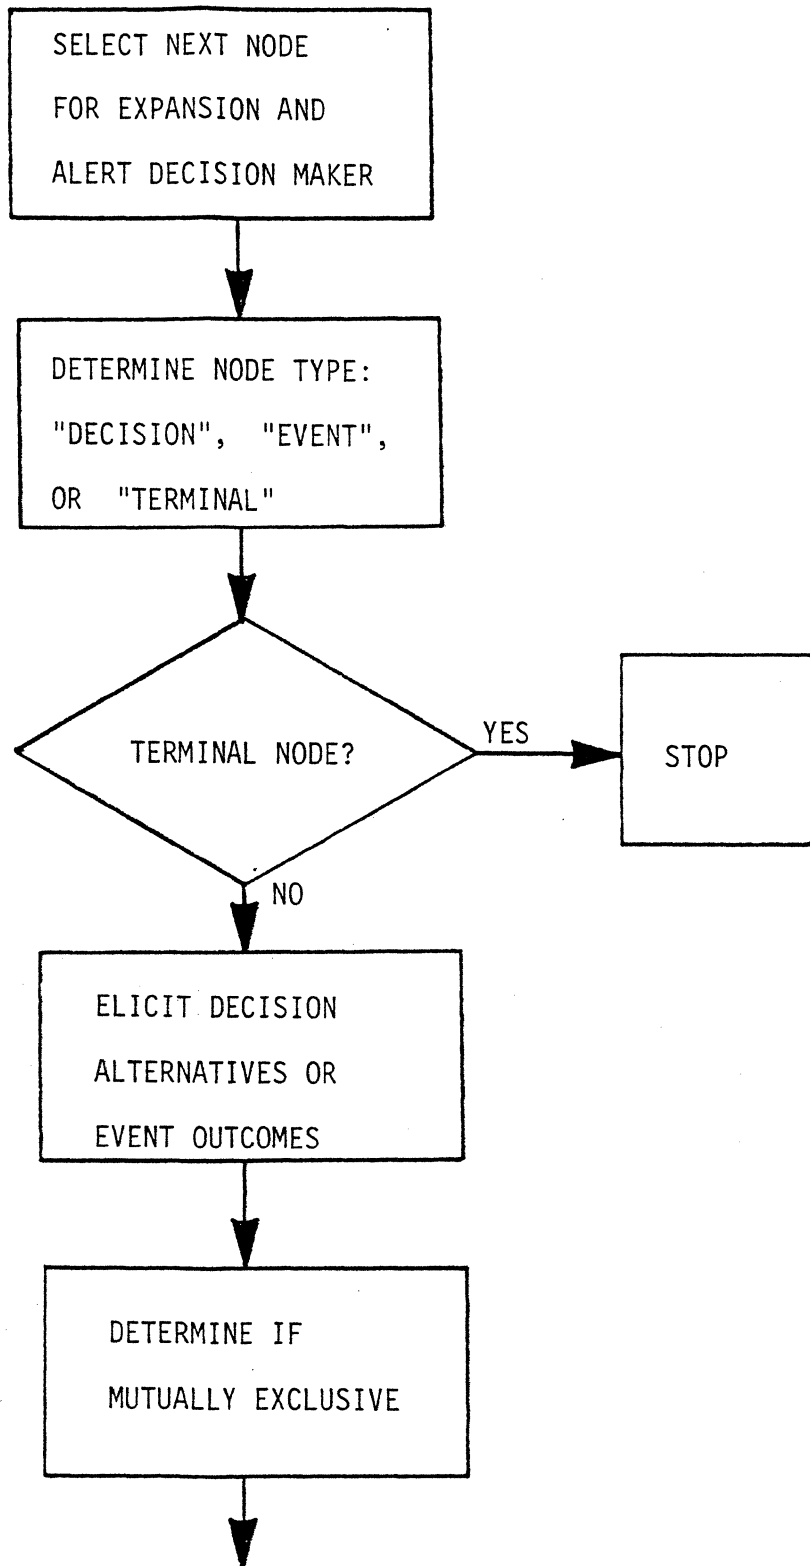 SELECT NEXT NODE
FOR EXPANSION AND
ALERT DECISION MAKER
DETERMINE NODE TYPE:
"DECISION", "EVENT",
OR "TERMINAL"
TERMINAL NODE?
YES
STOP
NO
ELICIT DECISION
ALTERNATIVES OR
EVENT OUTCOMES
DETERMINE IF
MUTUALLY EXCLUSIVE